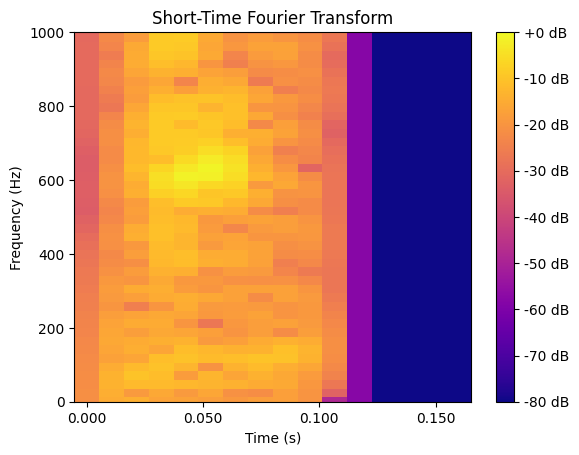 Short-Time Fourier Transform
1000
800
600
400
200
0
Frequency (Hz)
0.000
0.050
0.100
0.150
Time (s)
+0 dB
-10 dB
-20 dB
-30 dB
-40 dB
-50 dB
-60 dB
-70 dB
-80 dB